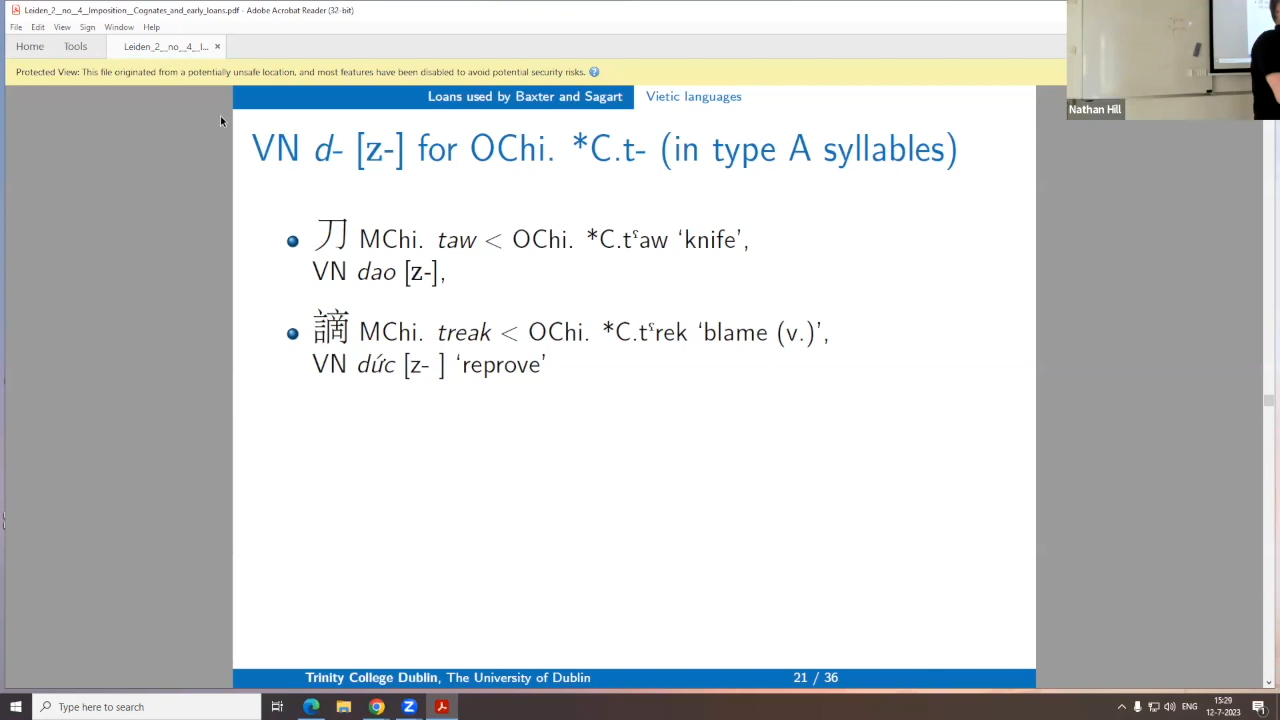 Leiden_2__no__4__Imposition__Cognates_and_early_loans.pdf - Adobe Acrobat Reader (32-bit)
File Edit View Sign Window Help
Home Tools Leiden_2__no__4__I... ×
Protected View: This file originated from a potentially unsafe location, and most features have been disabled to avoid potential security risks.
Nathan Hill
Loans used by Baxter and Sagart Vietic languages
VN d- [z-] for OChi. *C.t- (in type A syllables)
刀 MChi. taw < OChi. *C.tˤaw ‘knife’,
VN dao [z-],
謫 MChi. treak < OChi. *C.tˤrek ‘blame (v.)’,
VN dức [z- ] ‘reprove’
Trinity College Dublin, The University of Dublin 21 / 36
Type here to search
15:29
12-7-2023